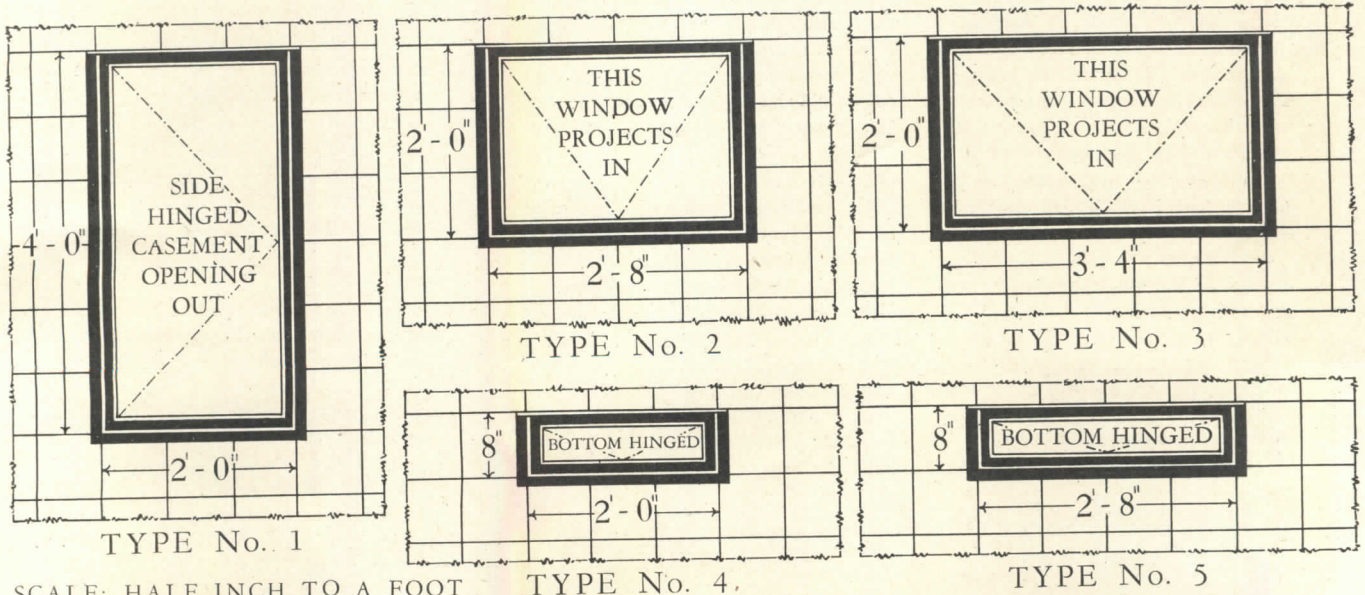 4'-0"
SIDE
HINGED
CASEMENT
OPENING
OUT
2'-0"
TYPE No. 1
2'-0"
THIS
WINDOW
PROJECTS
IN
2'-8"
TYPE No. 2
2'-0"
THIS
WINDOW
PROJECTS
IN
3'-4"
TYPE No. 3
8"
BOTTOM HINGED
2'-0"
TYPE No. 4
8"
BOTTOM HINGED
2'-8"
TYPE No. 5
SCALE: HALF INCH TO A FOOT